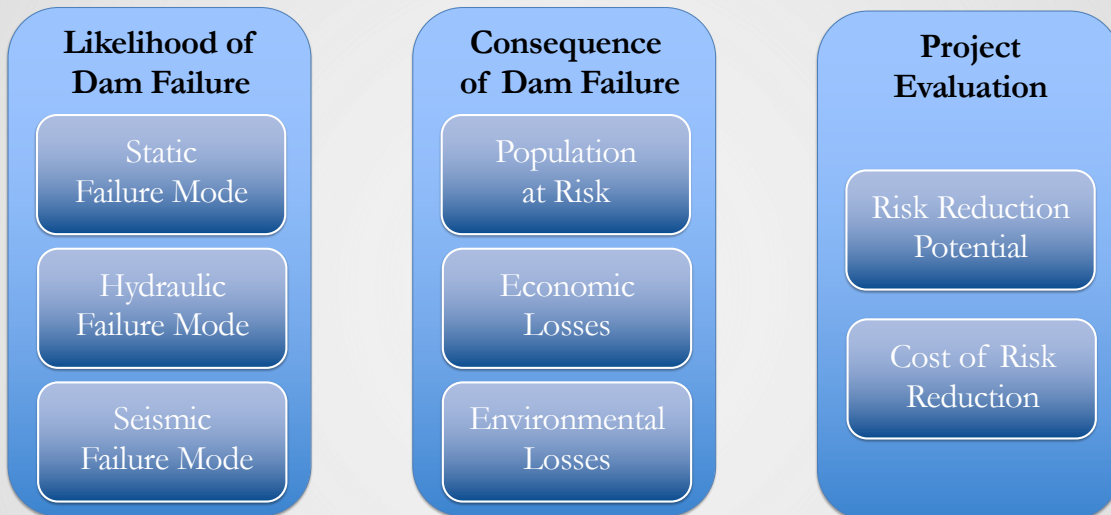 Likelihood of
Dam Failure
Static
Failure Mode
Hydraulic
Failure Mode
Seismic
Failure Mode
Consequence
of Dam Failure
Population
at Risk
Economic
Losses
Environmental
Losses
Project
Evaluation
Risk Reduction
Potential
Cost of Risk
Reduction